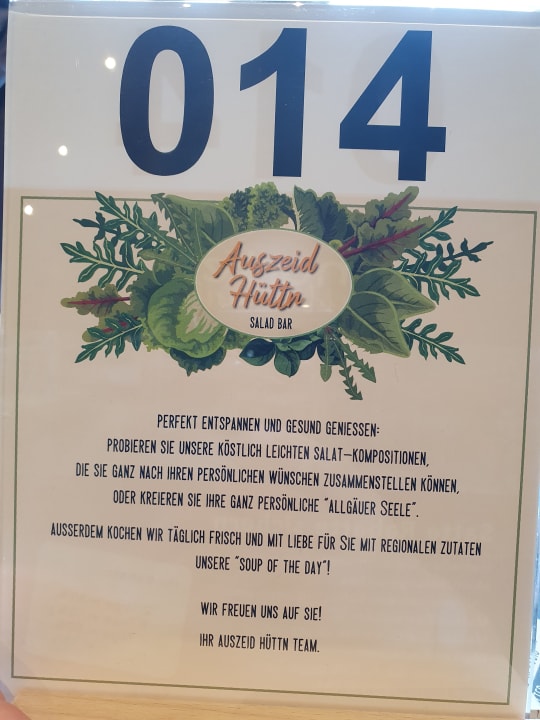 014
Auszeid
Hüttn
SALAD BAR
PERFEKT ENTSPANNEN UND GESUND GENIESSEN:
PROBIEREN SIE UNSERE KÖSTLICH LEICHTEN SALAT-KOMPOSITIONEN,
DIE SIE GANZ NACH IHREN PERSÖNLICHEN WÜNSCHEN ZUSAMMENSTELLEN KÖNNEN,
ODER KREIEREN SIE IHRE GANZ PERSÖNLICHE "ALLGÄUER SEELE".
AUSSERDEM KOCHEN WIR TÄGLICH FRISCH UND MIT LIEBE FÜR SIE MIT REGIONALEN ZUTATEN
UNSERE "SOUP OF THE DAY"!
WIR FREUEN UNS AUF SIE!
IHR AUSZEID HÜTTN TEAM.